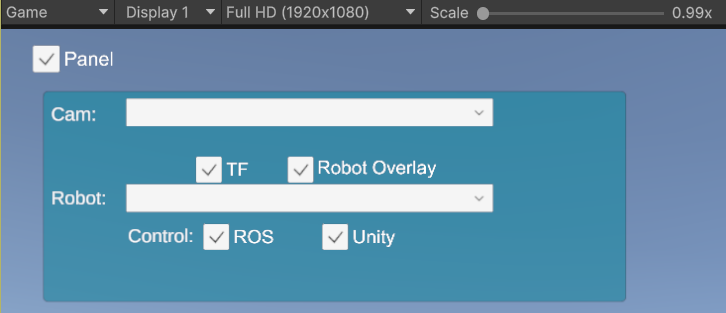 Game Display 1 Full HD (1920x1080) Scale 0.99x
Panel
Cam:
TF Robot Overlay
Robot:
Control: ROS Unity